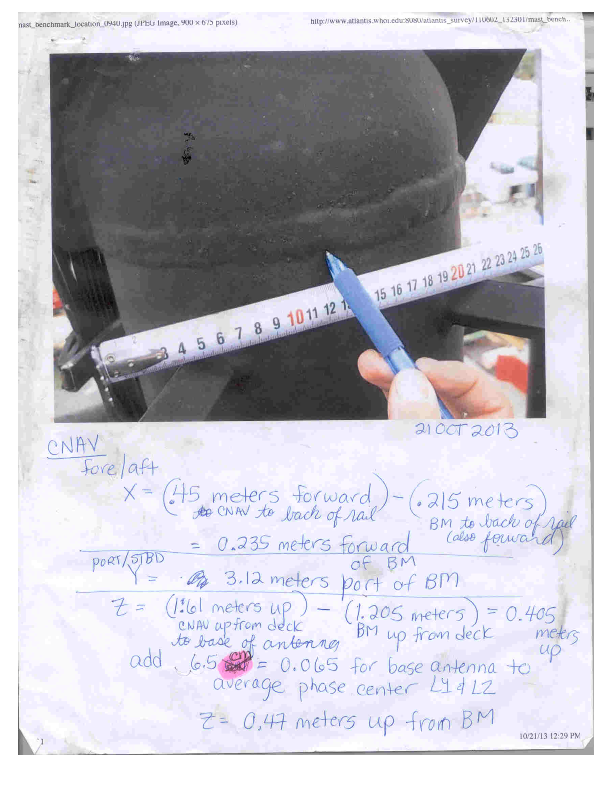 mast_benchmark_location_0940.jpg (JPEG Image, 900 × 675 pixels)
http://www.atlantis.whoi.edu:8080/atlantis_survey/110602_132301/mast_bench...
3 4 5 6 7 8 9 10 11 12 15 16 17 18 19 20 21 22 23 24 25 26
21 OCT 2013
CNAV
fore/aft
X = (.45 meters forward) - (.215 meters)
CNAV to back of rail
BM to back of rail
(also forward)
= 0.235 meters forward
of BM
PORT/STBD
Y = 3.12 meters port of BM
Z = (1.61 meters up) - (1.205 meters) = 0.405
meters
up
CNAV up from deck
to base of antenna
BM up from deck
add 6.5 cm = 0.065 for base antenna to
average phase center L1 & L2
Z = 0.47 meters up from BM
1
10/21/13 12:29 PM